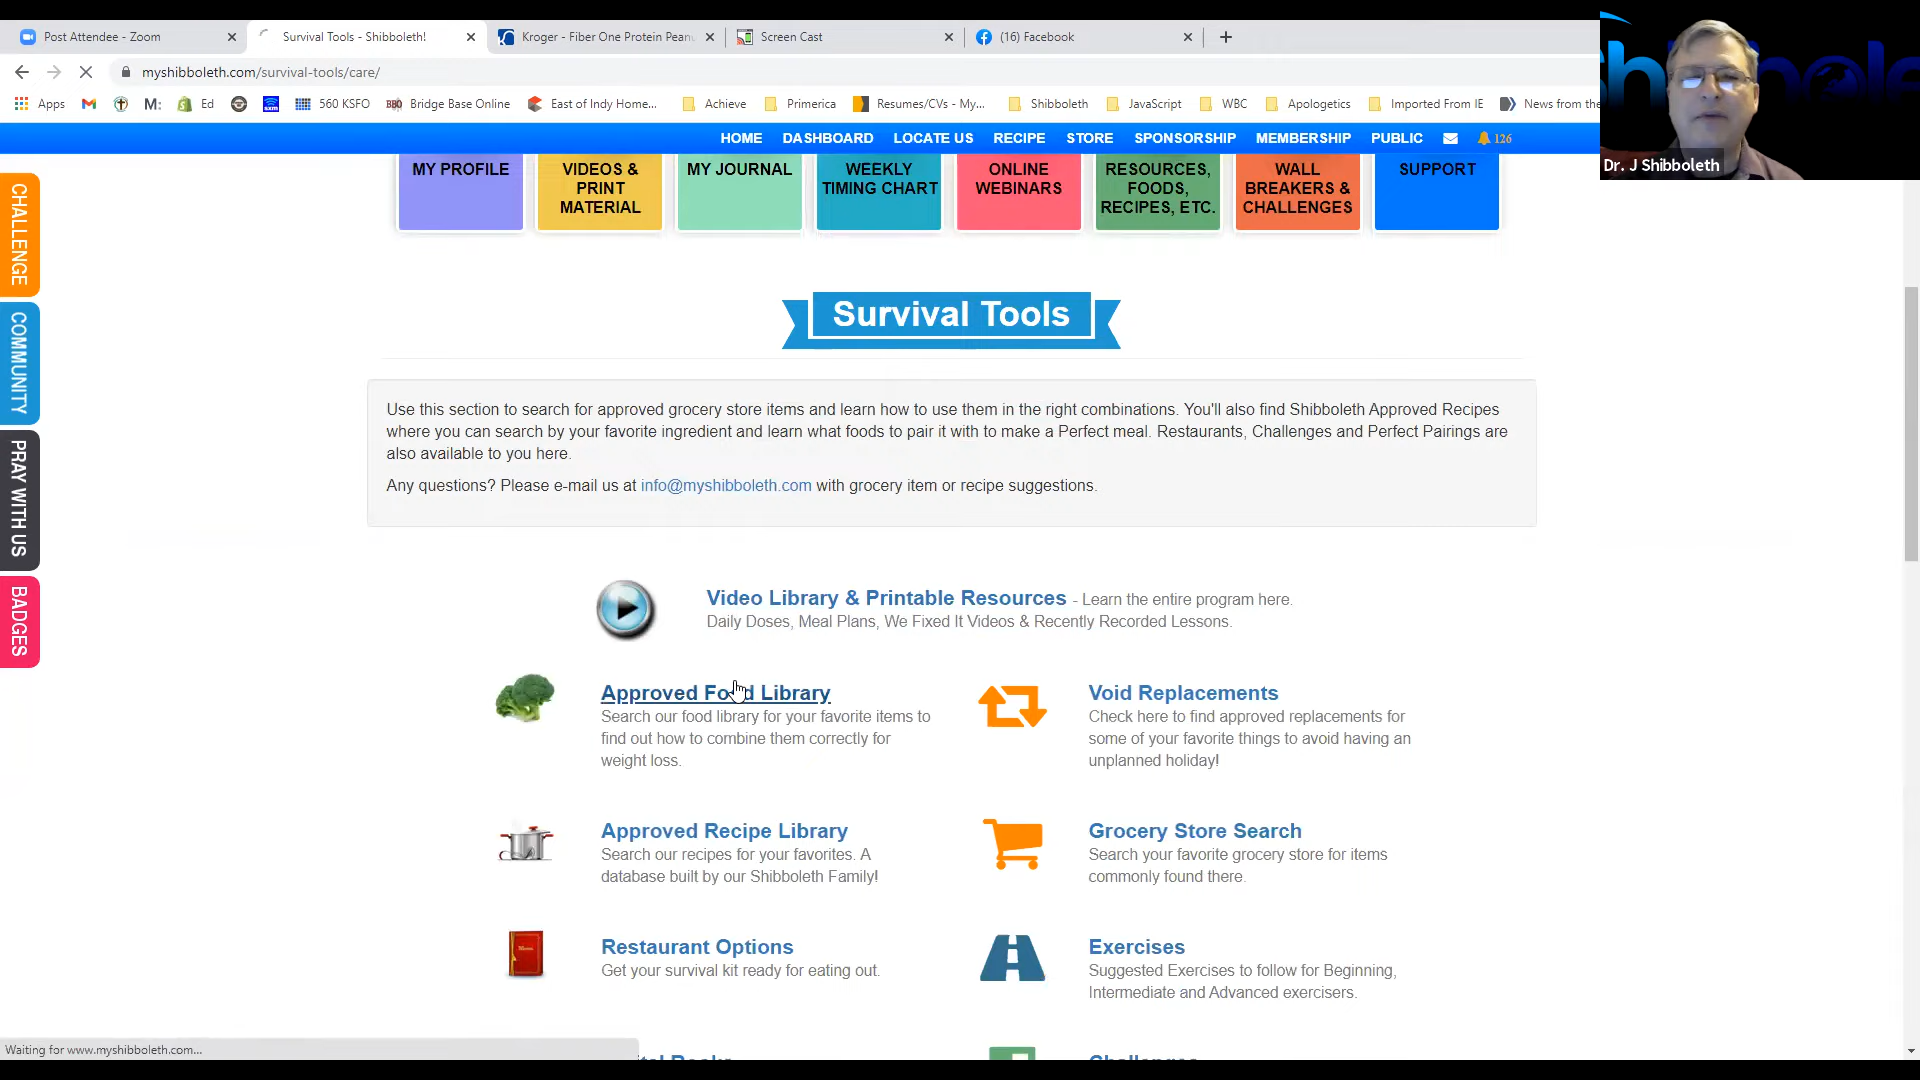 Post Attendee - Zoom
Survival Tools - Shibboleth!
Kroger - Fiber One Protein Peanu
Screen Cast
(16) Facebook
myshibboleth.com/survival-tools/care/
Apps
M:
Ed
560 KSFO
BBQ Bridge Base Online
East of Indy Home...
Achieve
Primerica
Resumes/CVs - My...
Shibboleth
JavaScript
WBC
Apologetics
Imported From IE
News from the
Dr. J Shibboleth
HOME DASHBOARD LOCATE US RECIPE STORE SPONSORSHIP MEMBERSHIP PUBLIC 126
MY PROFILE
VIDEOS &
PRINT
MATERIAL
MY JOURNAL
WEEKLY
TIMING CHART
ONLINE
WEBINARS
RESOURCES,
FOODS,
RECIPES, ETC.
WALL
BREAKERS &
CHALLENGES
SUPPORT
CHALLENGE
COMMUNITY
PRAY WITH US
BADGES
Survival Tools
Use this section to search for approved grocery store items and learn how to use them in the right combinations. You'll also find Shibboleth Approved Recipes
where you can search by your favorite ingredient and learn what foods to pair it with to make a Perfect meal. Restaurants, Challenges and Perfect Pairings are
also available to you here.
Any questions? Please e-mail us at info@myshibboleth.com with grocery item or recipe suggestions.
Video Library & Printable Resources - Learn the entire program here.
Daily Doses, Meal Plans, We Fixed It Videos & Recently Recorded Lessons.
Approved Food Library
Search our food library for your favorite items to
find out how to combine them correctly for
weight loss.
Void Replacements
Check here to find approved replacements for
some of your favorite things to avoid having an
unplanned holiday!
Approved Recipe Library
Search our recipes for your favorites. A
database built by our Shibboleth Family!
Grocery Store Search
Search your favorite grocery store for items
commonly found there.
Restaurant Options
Get your survival kit ready for eating out.
Exercises
Suggested Exercises to follow for Beginning,
Intermediate and Advanced exercisers.
Challenges
Waiting for www.myshibboleth.com...